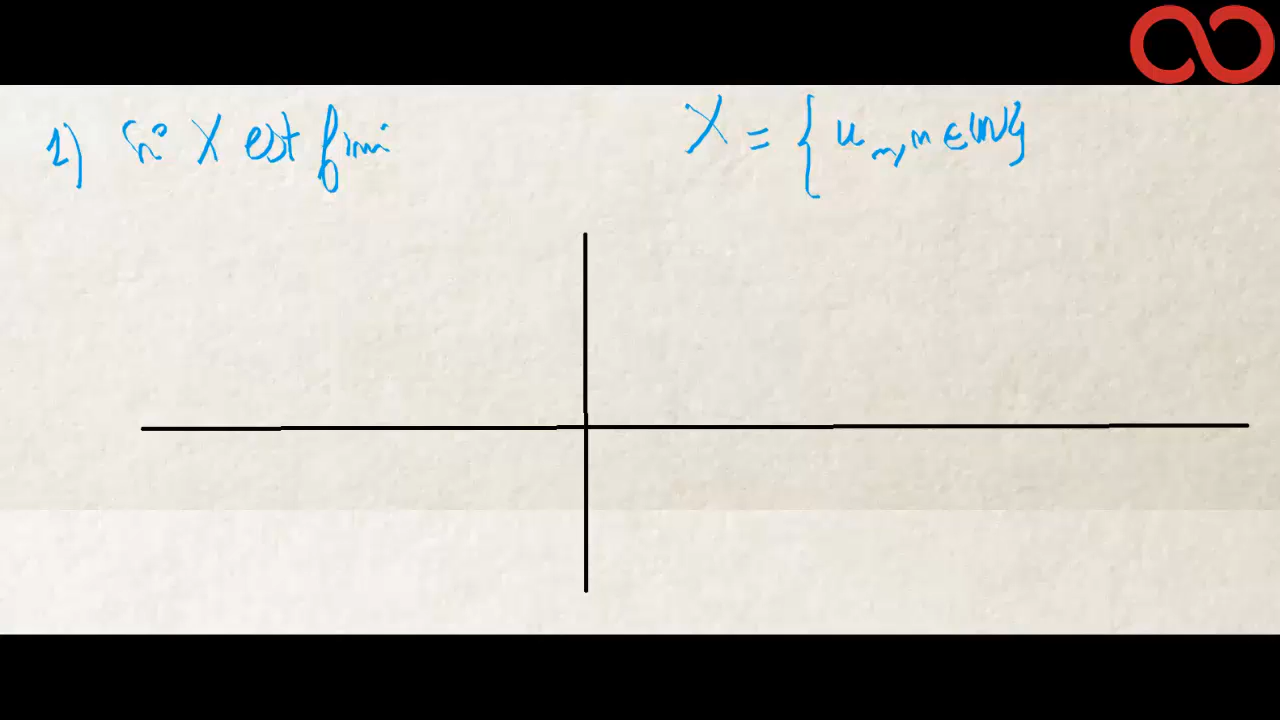 1) Si X est fini
X = { u_n, n ∈ ℕ }